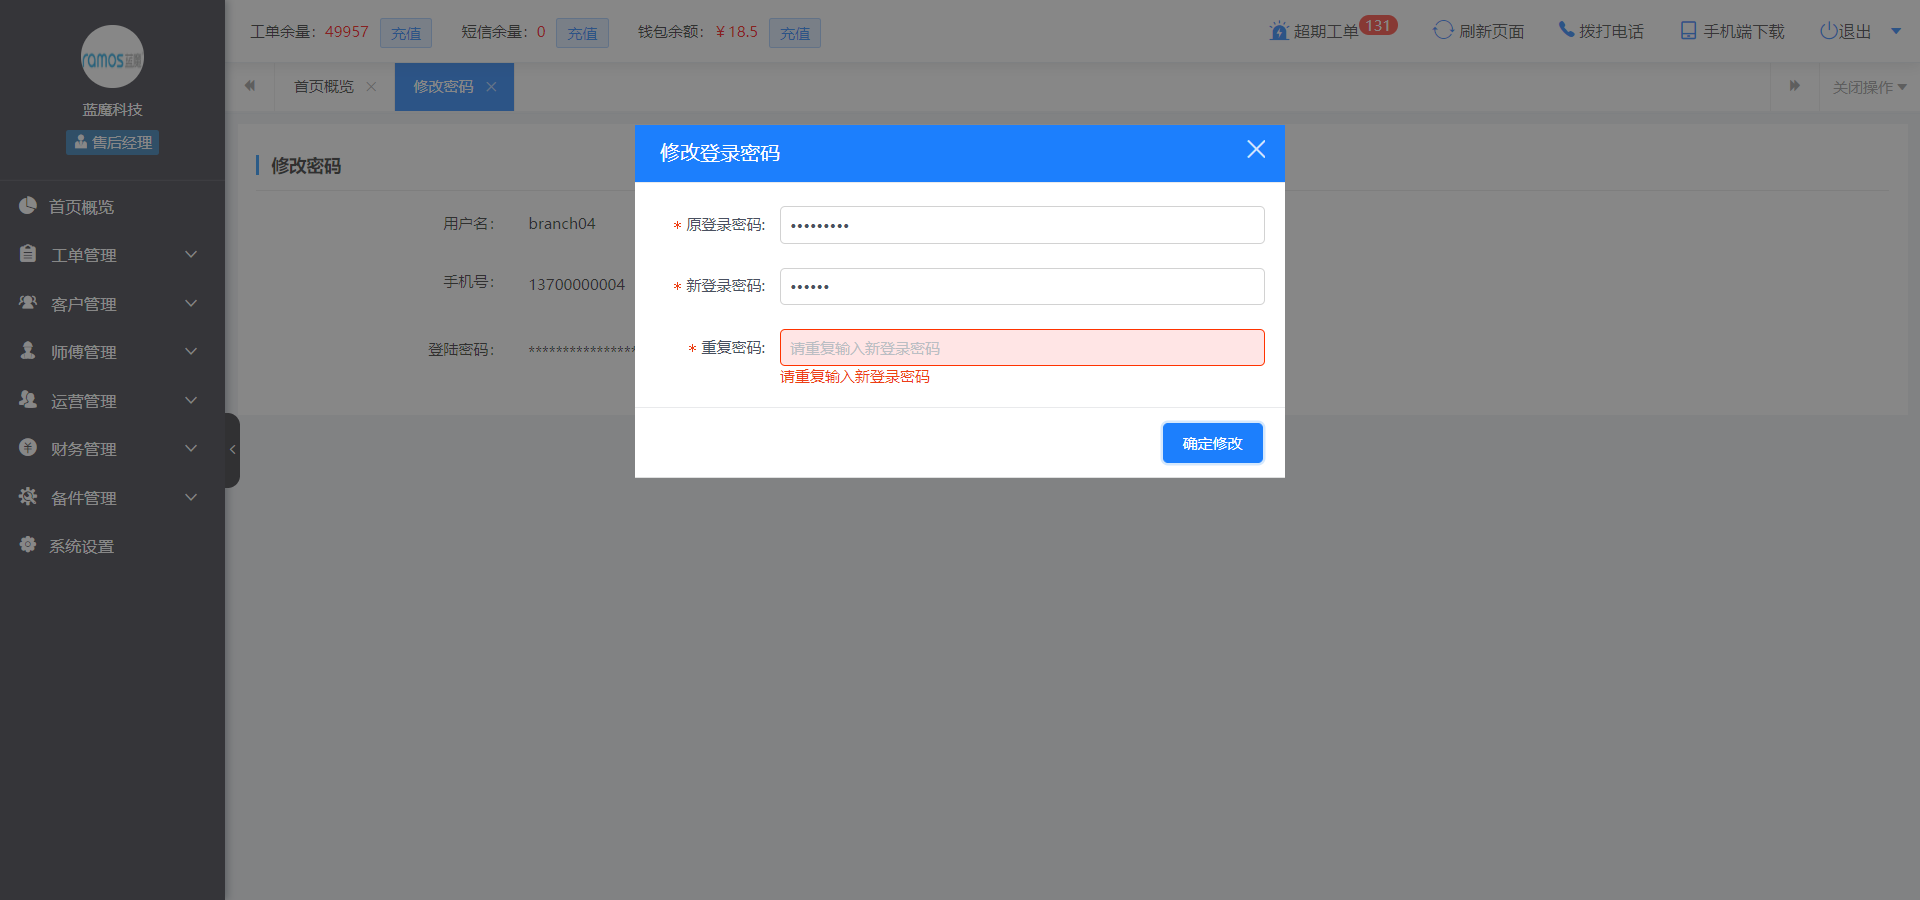 ramos蓝魔
蓝魔科技
售后经理
首页概览
工单管理
客户管理
师傅管理
运营管理
财务管理
备件管理
系统设置
工单余量：49957 充值 短信余量：0 充值 钱包余额：¥18.5 充值
超期工单 131 刷新页面 拨打电话 手机端下载 退出
首页概览 修改密码 关闭操作
修改密码
用户名： branch04
手机号： 13700000004
登陆密码： ****************
修改登录密码
* 原登录密码: •••••••••
* 新登录密码: ••••••
* 重复密码: 请重复输入新登录密码
请重复输入新登录密码
确定修改